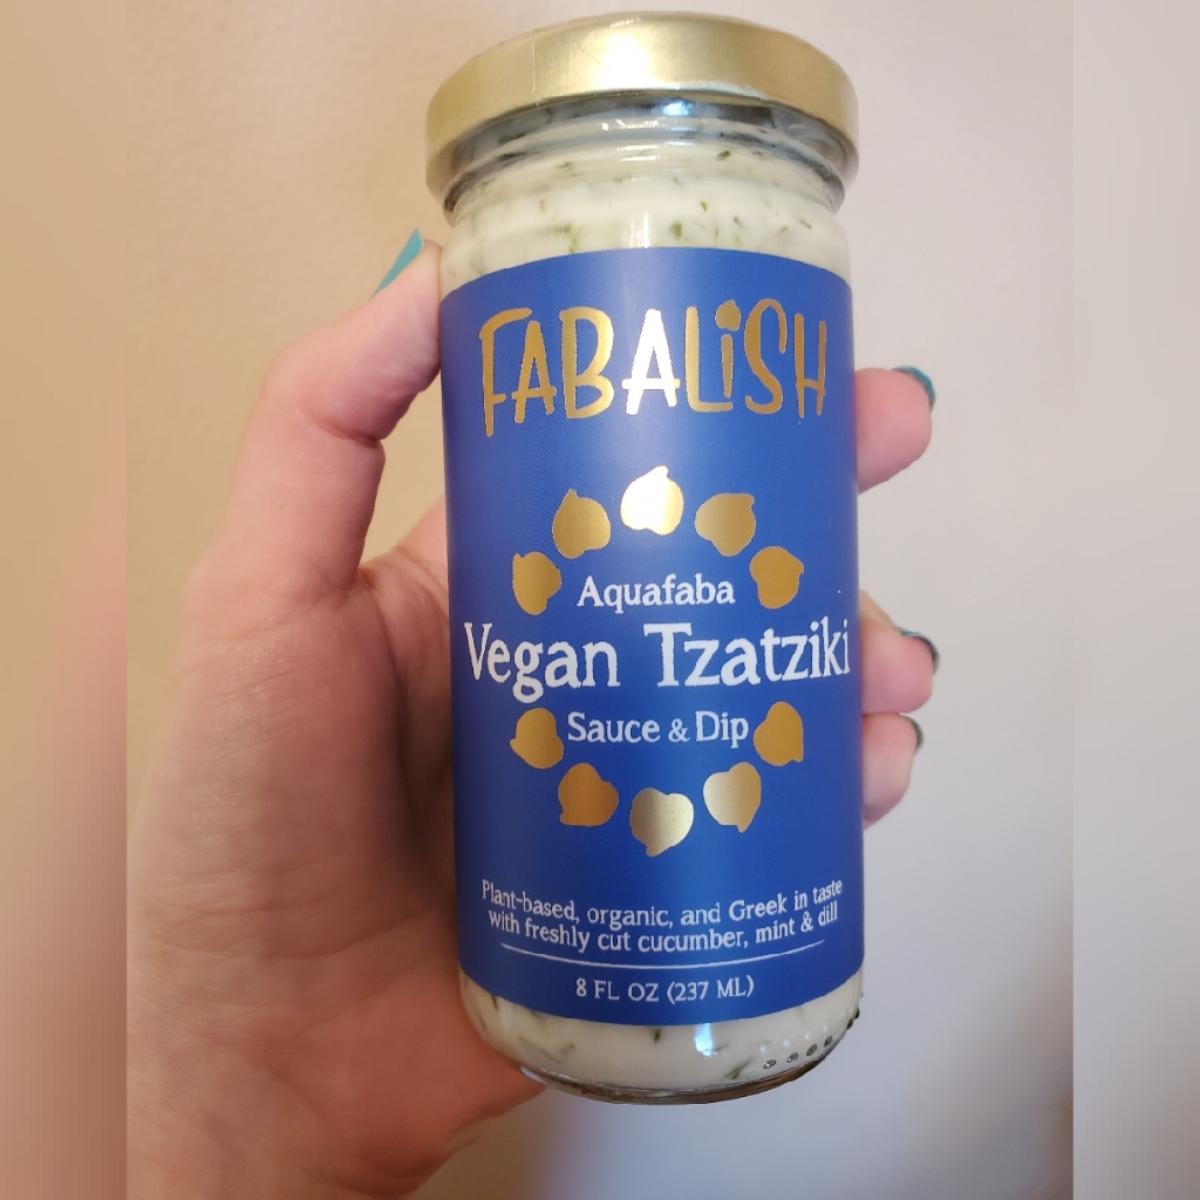 FABALiSH
Aquafaba
Vegan Tzatziki
Sauce & Dip
Plant-based, organic, and Greek in taste
with freshly cut cucumber, mint & dill
8 FL OZ (237 ML)